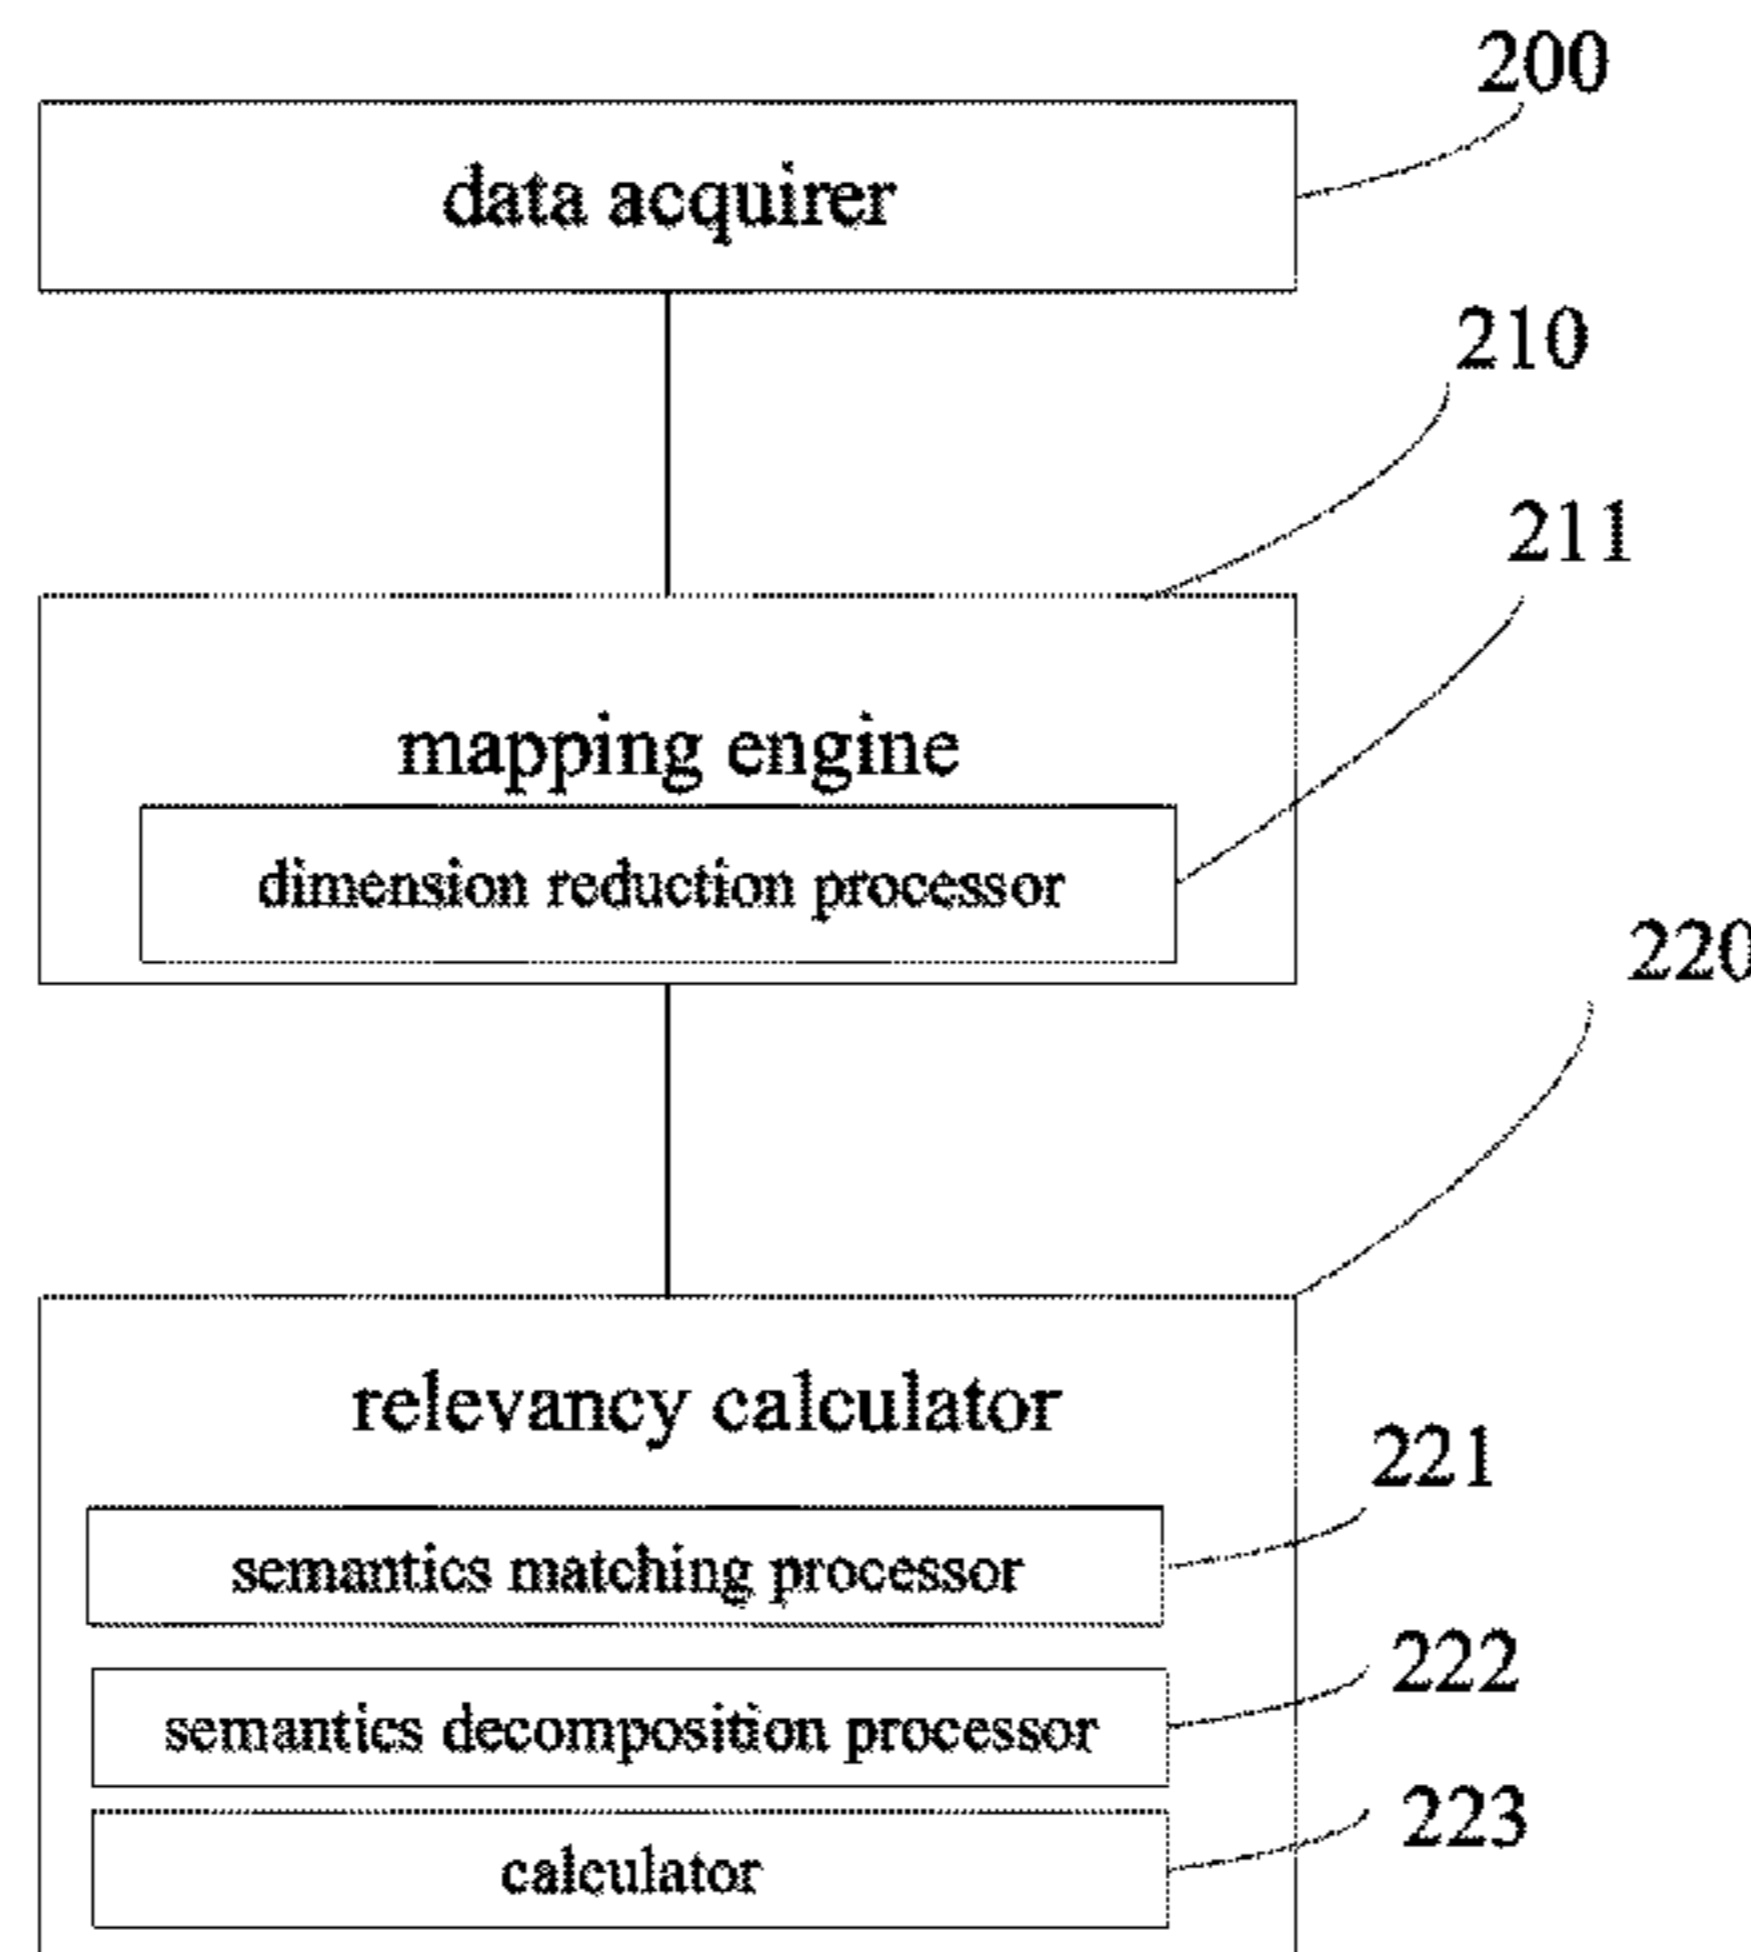 200
data acquirer
210
211
mapping engine
dimension reduction processor
220
relevancy calculator
221
semantics matching processor
222
semantics decomposition processor
223
calculator